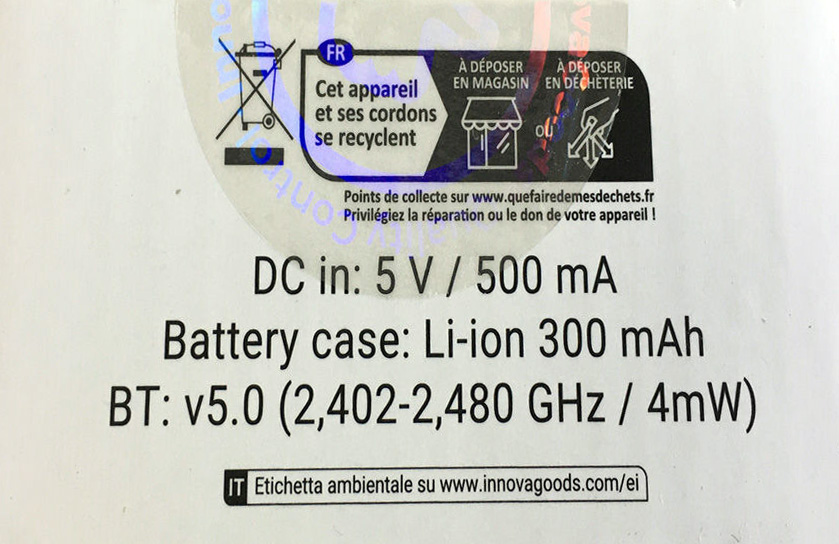 FR
Cet appareil
et ses cordons
se recyclent
À DÉPOSER
EN MAGASIN
ou
À DÉPOSER
EN DÉCHÈTERIE
Points de collecte sur www.quefairedemesdechets.fr
Privilégiez la réparation ou le don de votre appareil !
Quality Control
DC in: 5 V / 500 mA
Battery case: Li-ion 300 mAh
BT: v5.0 (2,402-2,480 GHz / 4mW)
IT Etichetta ambientale su www.innovagoods.com/ei